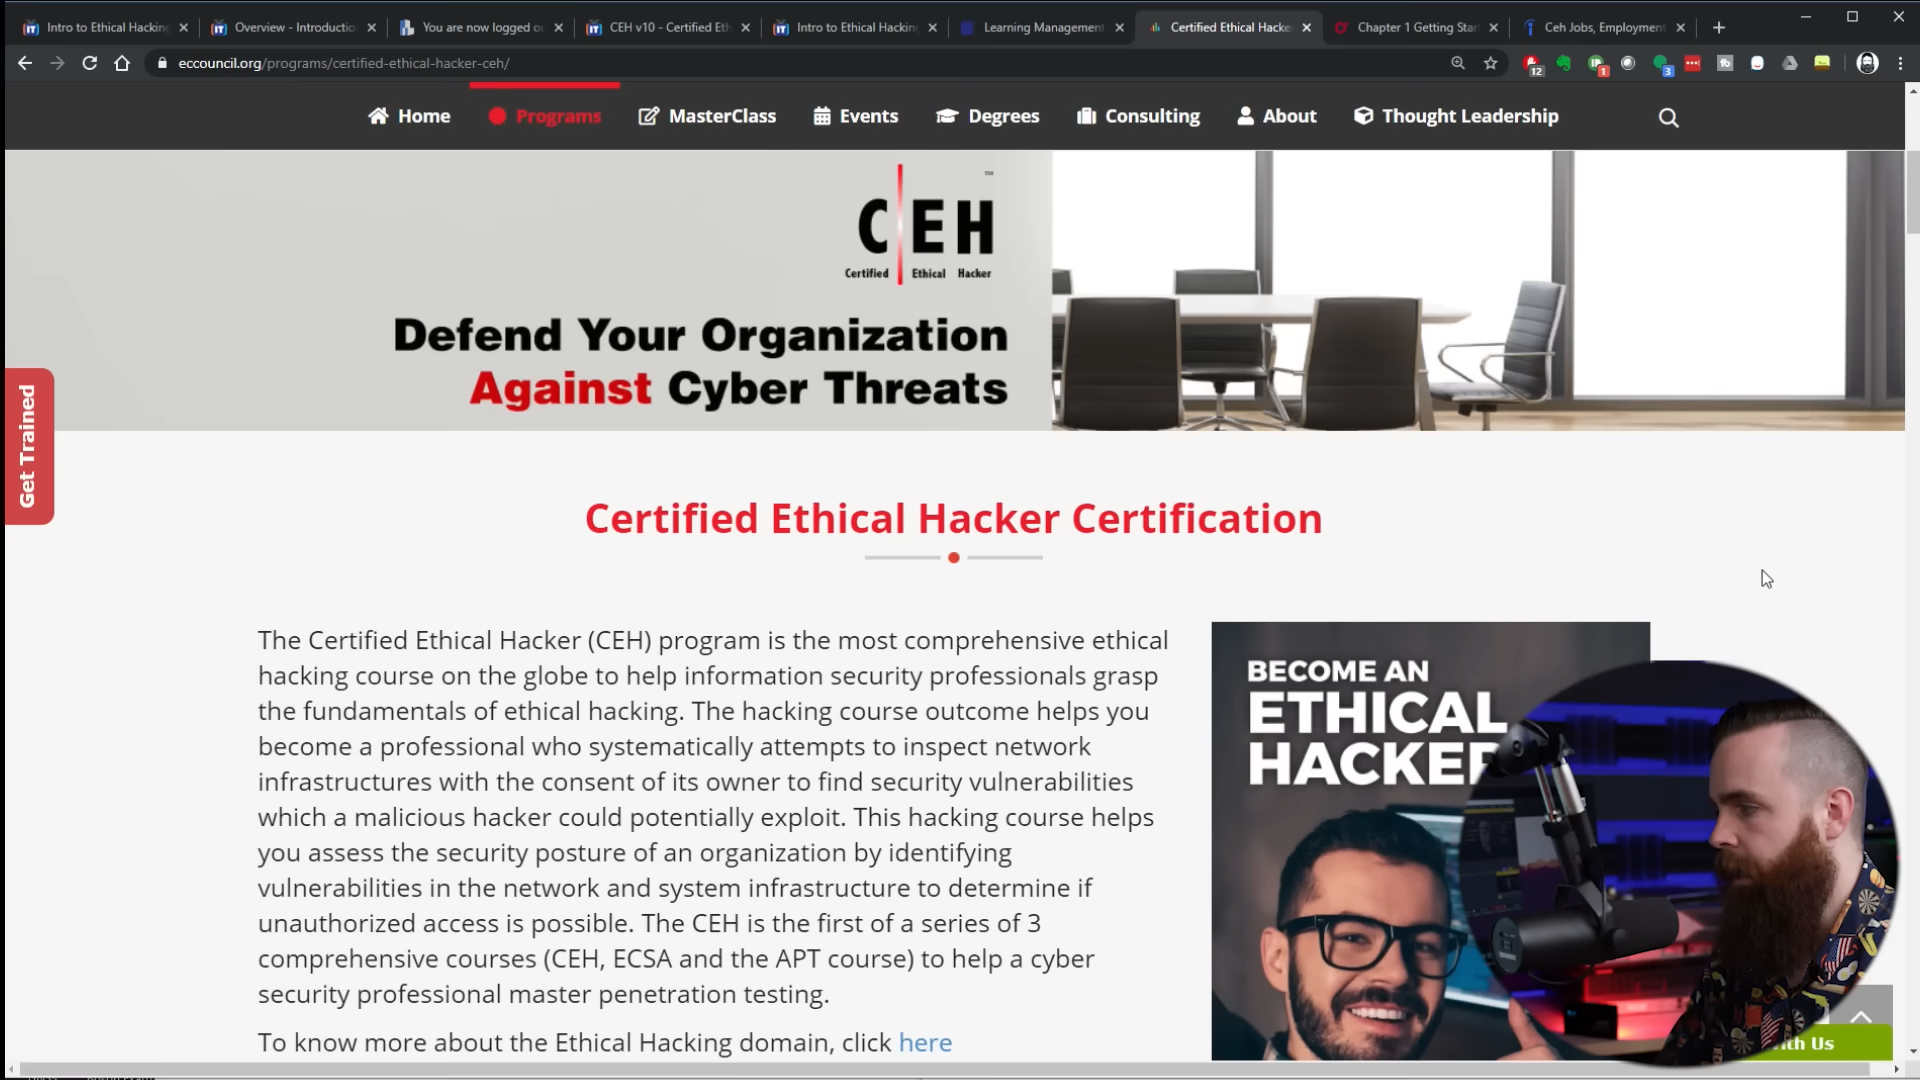 Intro to Ethical Hacking
Overview - Introductio
You are now logged o
CEH v10 - Certified Eth
Intro to Ethical Hacking
Learning Management
Certified Ethical Hacke
Chapter 1 Getting Star
Ceh Jobs, Employment
eccouncil.org/programs/certified-ethical-hacker-ceh/
12
1
3
Home
Programs
MasterClass
Events
Degrees
Consulting
About
Thought Leadership
CEH
TM
Certified Ethical Hacker
Defend Your Organization
Against Cyber Threats
Get Trained
Certified Ethical Hacker Certification
The Certified Ethical Hacker (CEH) program is the most comprehensive ethical
hacking course on the globe to help information security professionals grasp
the fundamentals of ethical hacking. The hacking course outcome helps you
become a professional who systematically attempts to inspect network
infrastructures with the consent of its owner to find security vulnerabilities
which a malicious hacker could potentially exploit. This hacking course helps
you assess the security posture of an organization by identifying
vulnerabilities in the network and system infrastructure to determine if
unauthorized access is possible. The CEH is the first of a series of 3
comprehensive courses (CEH, ECSA and the APT course) to help a cyber
security professional master penetration testing.
To know more about the Ethical Hacking domain, click here
BECOME AN
ETHICAL
HACKER
ith Us